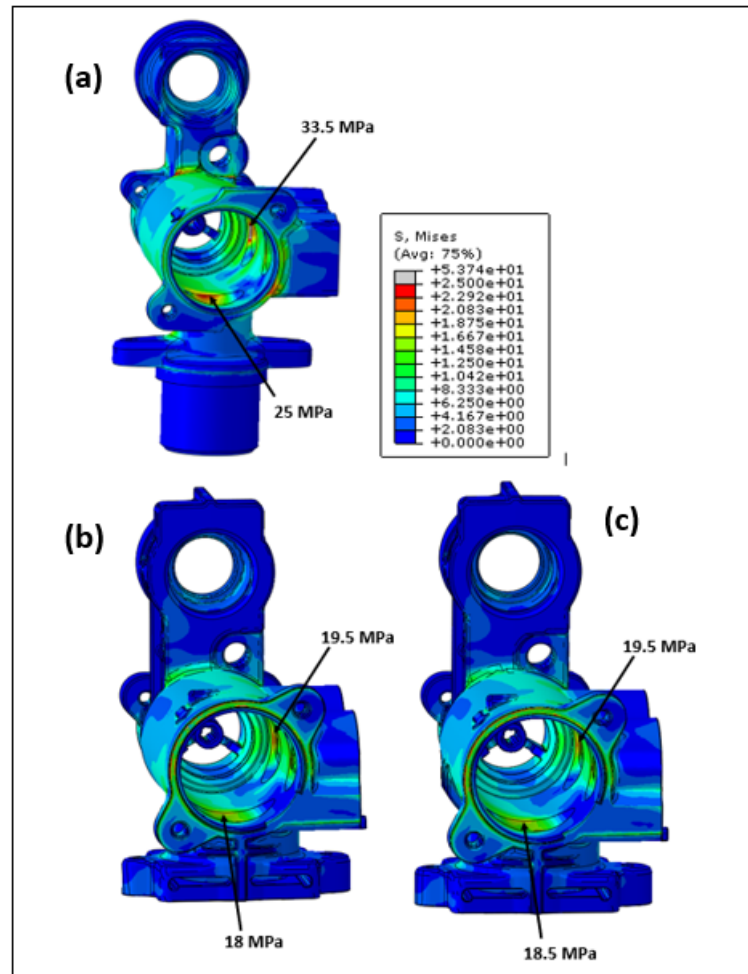 (a)
33.5 MPa
25 MPa
S, Mises
(Avg: 75%)
+5.374e+01
+2.500e+01
+2.292e+01
+2.083e+01
+1.875e+01
+1.667e+01
+1.458e+01
+1.250e+01
+1.042e+01
+8.333e+00
+6.250e+00
+4.167e+00
+2.083e+00
+0.000e+00
(b)
19.5 MPa
18 MPa
(c)
19.5 MPa
18.5 MPa